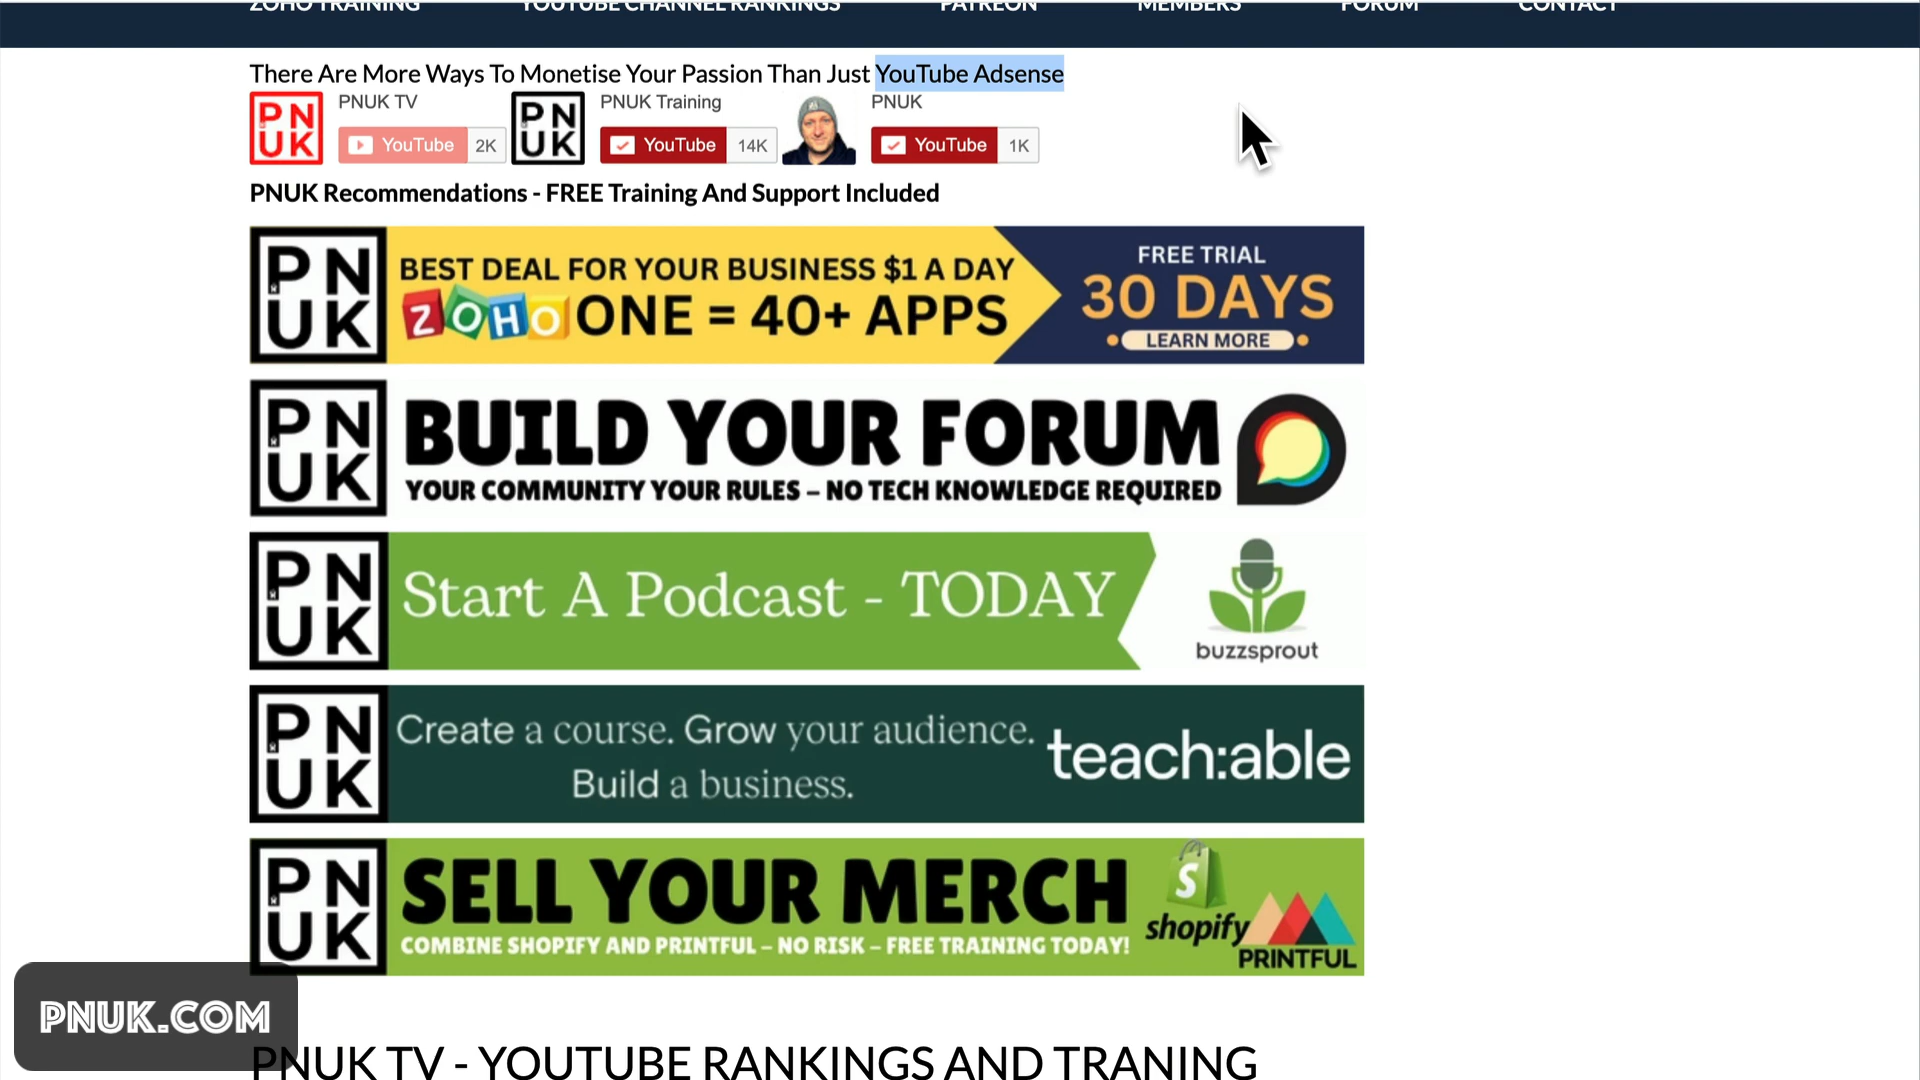 ZOHO TRAINING YOUTUBE CHANNEL RANKINGS PATREON MEMBERS FORUM CONTACT
There Are More Ways To Monetise Your Passion Than Just YouTube Adsense
PN
UK
PNUK TV
YouTube 2K
PN
UK
PNUK Training
YouTube 14K
PNUK
YouTube 1K
PNUK Recommendations - FREE Training And Support Included
PN
UK
BEST DEAL FOR YOUR BUSINESS $1 A DAY
ZOHO ONE = 40+ APPS
FREE TRIAL
30 DAYS
LEARN MORE
PN
UK
BUILD YOUR FORUM
YOUR COMMUNITY YOUR RULES – NO TECH KNOWLEDGE REQUIRED
PN
UK
Start A Podcast - TODAY
buzzsprout
PN
UK
Create a course. Grow your audience.
Build a business.
teach:able
PN
UK
SELL YOUR MERCH
COMBINE SHOPIFY AND PRINTFUL – NO RISK – FREE TRAINING TODAY!
S
shopify
PRINTFUL
PNUK.COM
PNUK TV - YOUTUBE RANKINGS AND TRANING